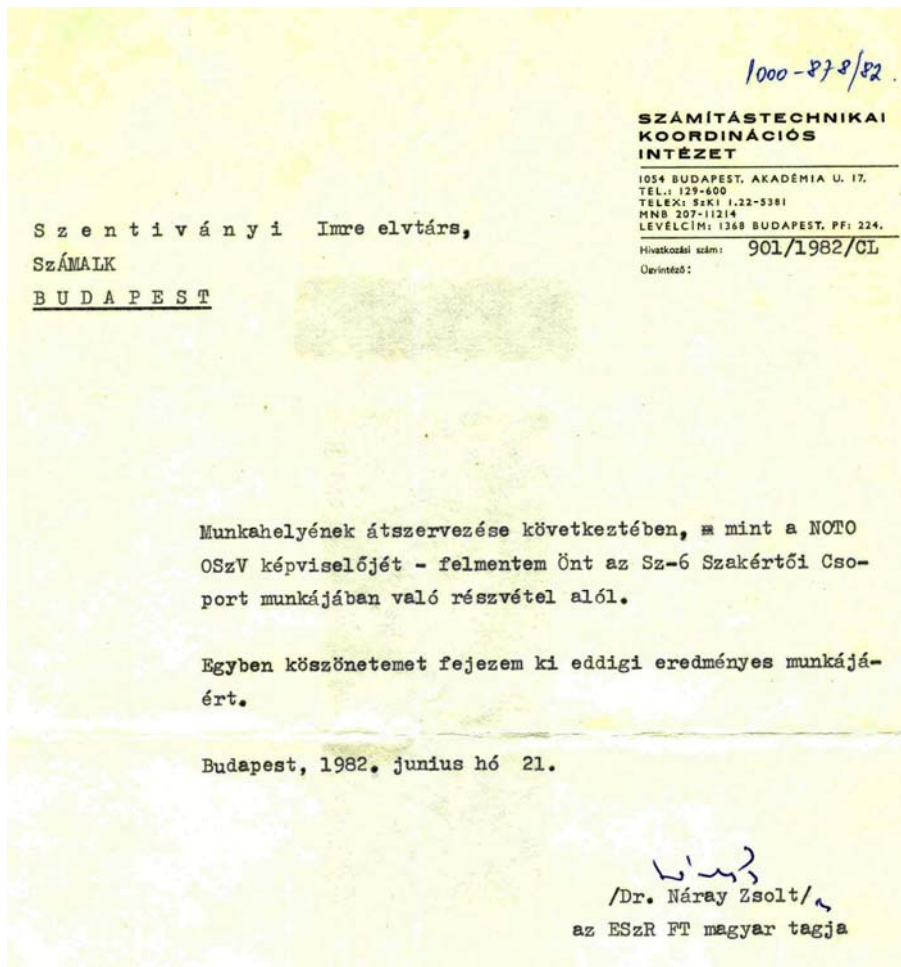 1000-878/82.
SZÁMÍTÁSTECHNIKAI
KOORDINÁCIÓS
INTÉZET
1054 BUDAPEST, AKADÉMIA U. 17.
TEL.: 129-600
TELEX: SzKI 1.22-5381
MNB 207-11214
LEVÉLCÍM: 1368 BUDAPEST, PF: 224.
Hivatkozási szám: 901/1982/CL
Ügyintéző:
Szentiványi Imre elvtárs,
SzÁMALK
BUDAPEST
Munkahelyének átszervezése következtében, mint a NOTO
OSzV képviselőjét - felmentem Önt az Sz-6 Szakértői Cso-
port munkájában való részvétel alól.
Egyben köszönetemet fejezem ki eddigi eredményes munkájá-
ért.
Budapest, 1982. junius hó 21.
/Dr. Náray Zsolt/
az ESzR FT magyar tagja